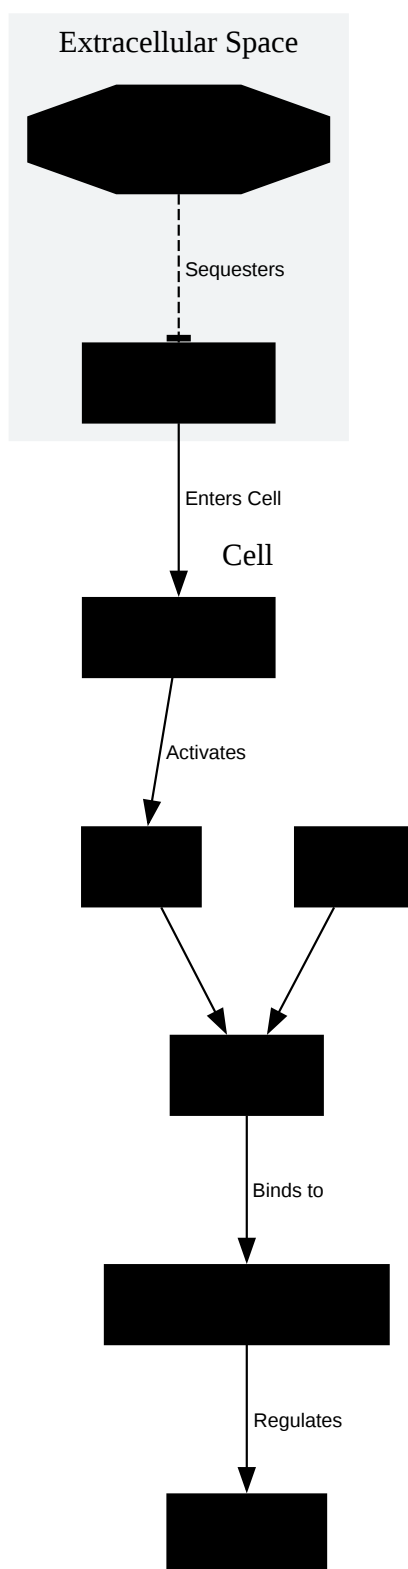 Extracellular Space
Sequesters
Enters Cell
Cell
Activates
Binds to
Regulates